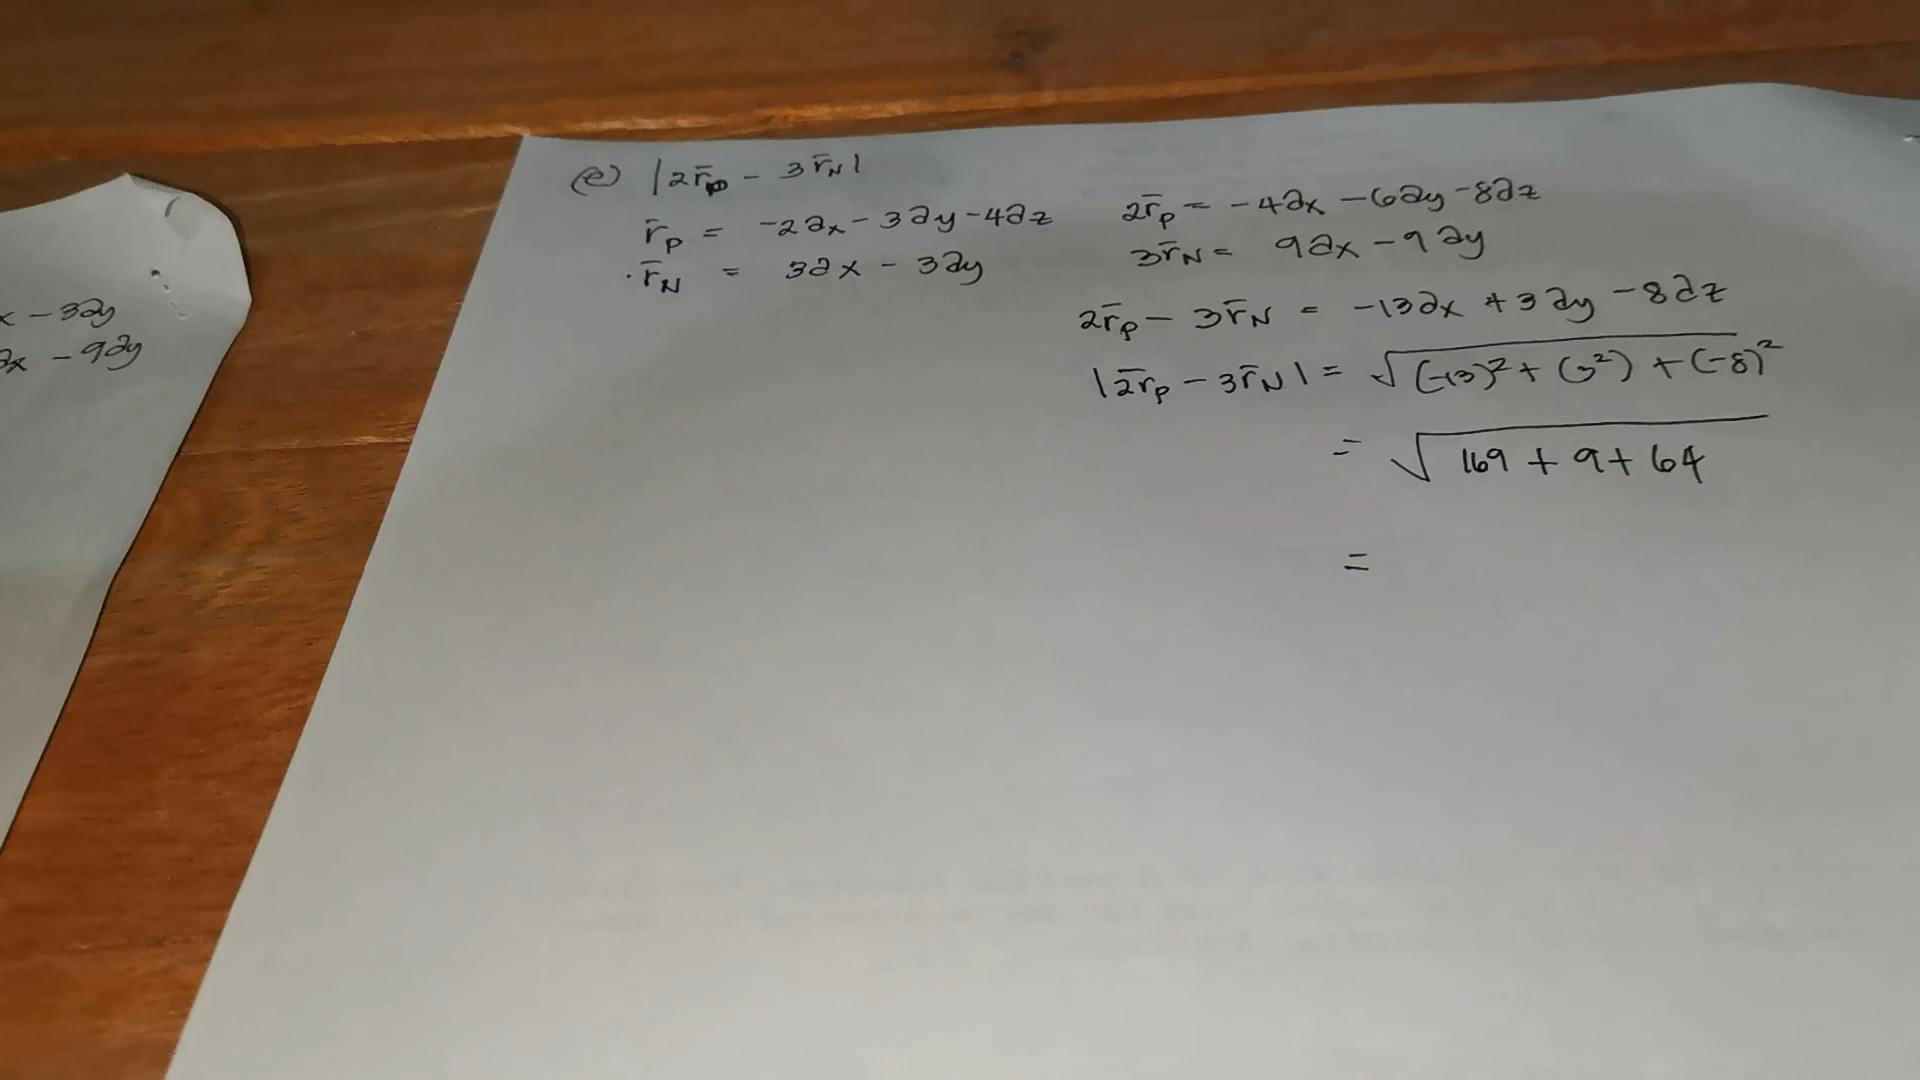 (e) |2r̄p - 3r̄N|
r̄p = -2ax - 3ay - 4az
r̄N = 3ax - 3ay
2r̄p = -4ax - 6ay - 8az
3r̄N = 9ax - 9ay
2r̄p - 3r̄N = -13ax + 3ay - 8az
|2r̄p - 3r̄N| = √(-13)² + (3²) + (-8)²
= √169 + 9 + 64
=
x - 3ay
ax - 9ay